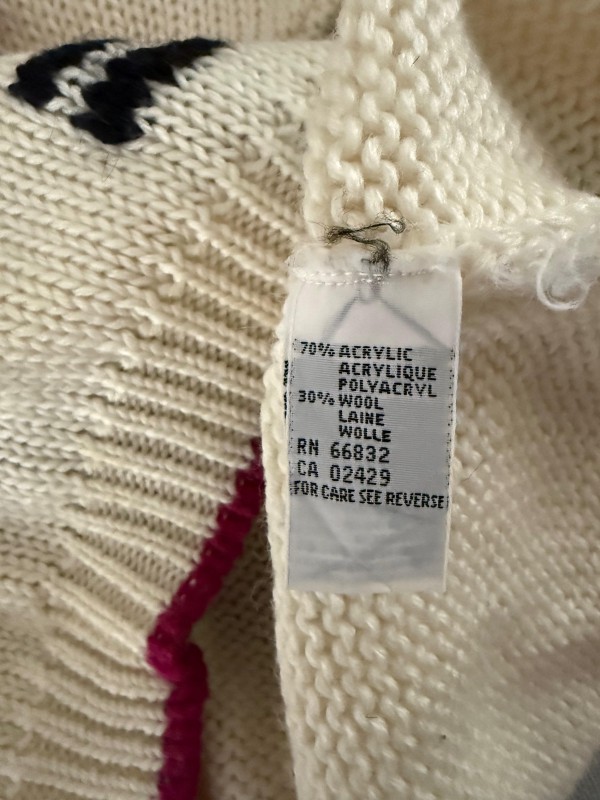 70% ACRYLIC
ACRYLIQUE
POLYACRYL
30% WOOL
LAINE
WOLLE
RN 66832
CA 02429
FOR CARE SEE REVERSE